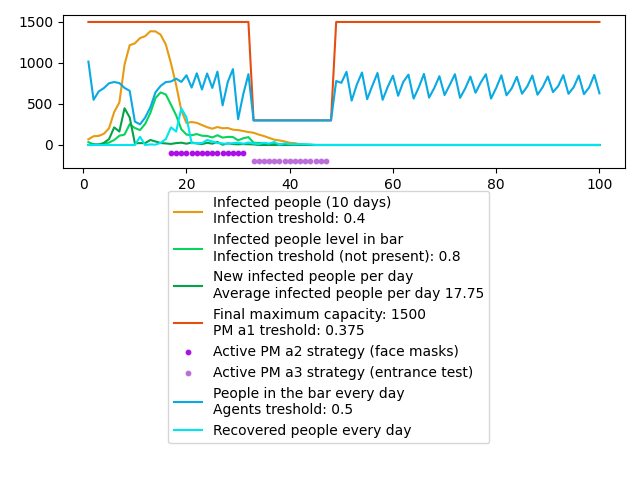 1500
1000
500
0
0
20
40
60
80
100
Infected people (10 days)
Infection treshold: 0.4
Infected people level in bar
Infection treshold (not present): 0.8
New infected people per day
Average infected people per day 17.75
Final maximum capacity: 1500
PM a1 treshold: 0.375
Active PM a2 strategy (face masks)
Active PM a3 strategy (entrance test)
People in the bar every day
Agents treshold: 0.5
Recovered people every day